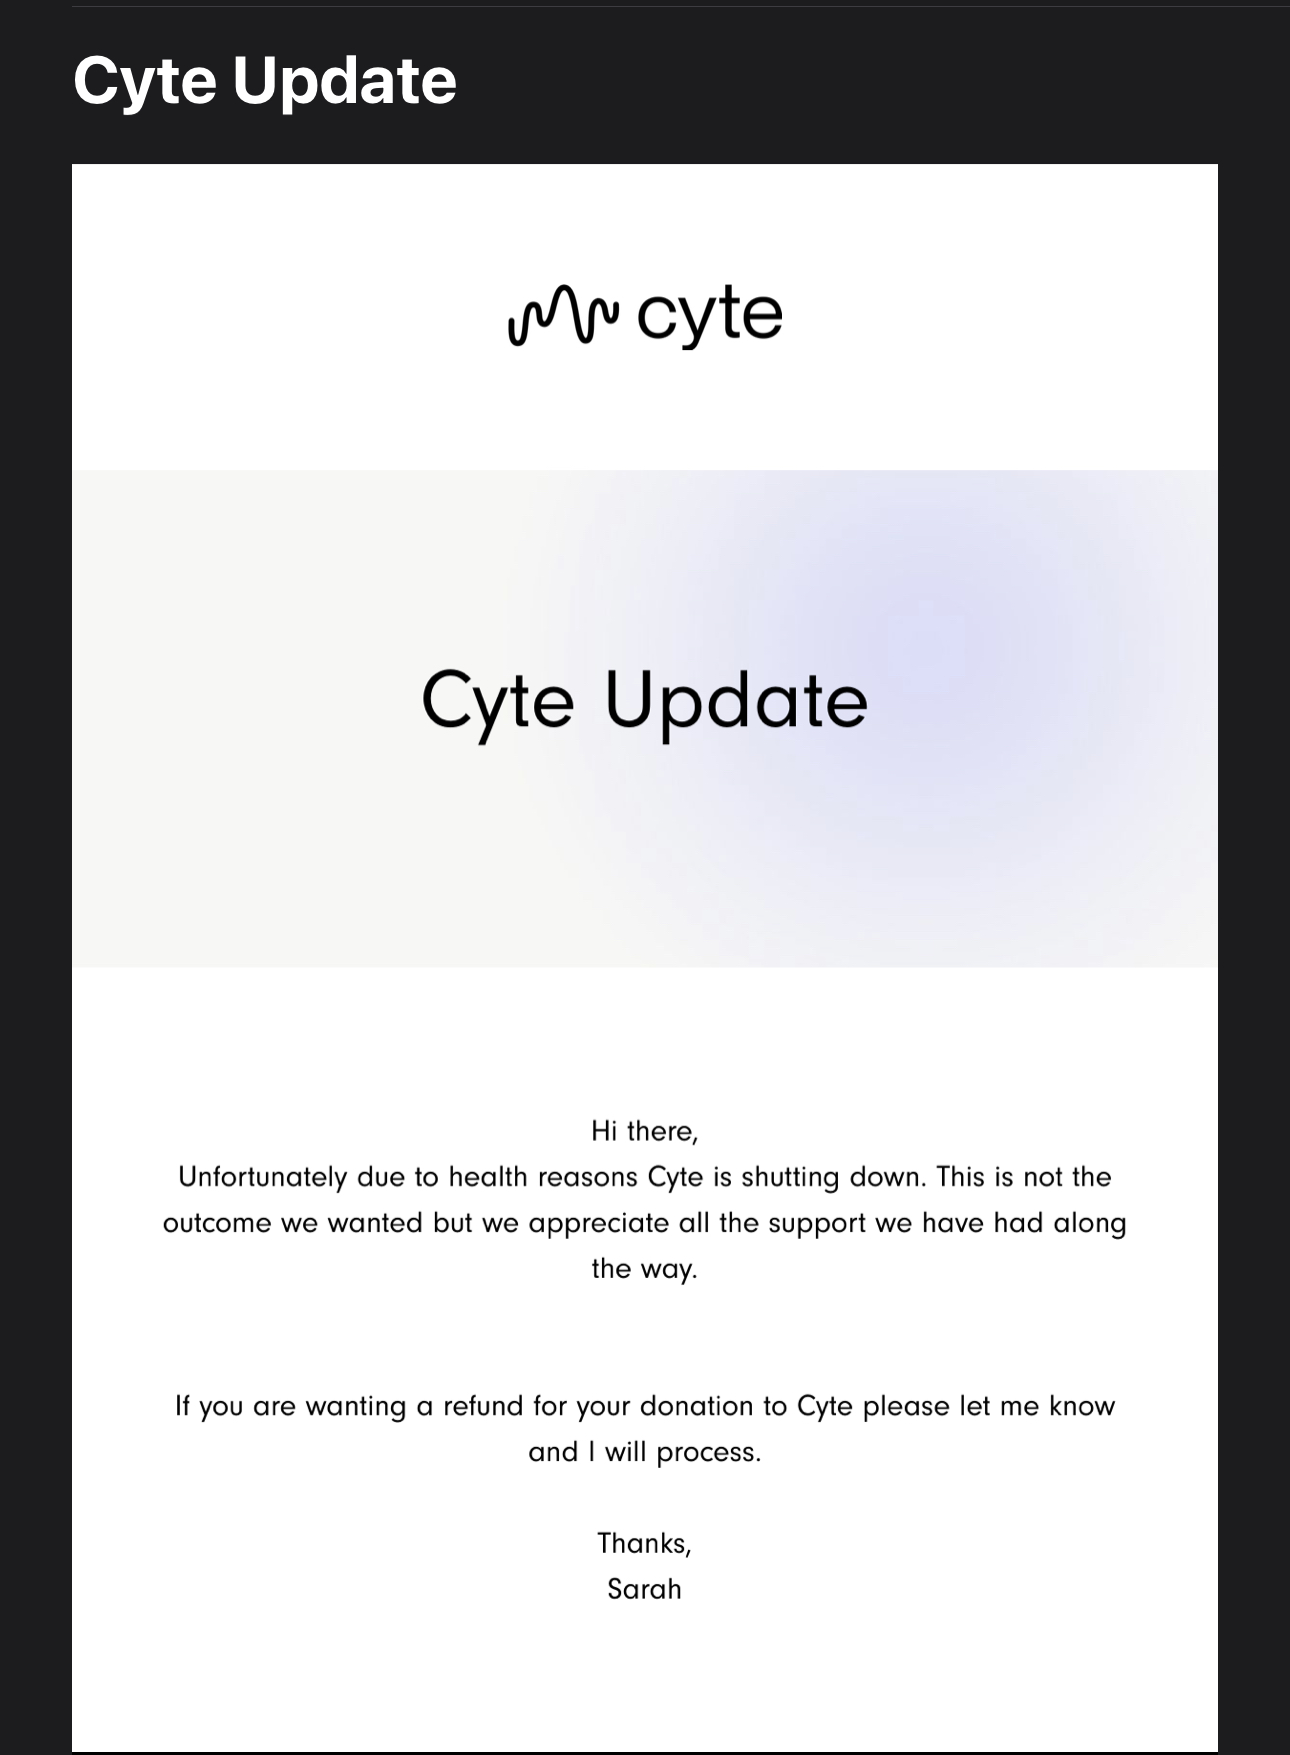 Cyte Update
cyte
Cyte Update
Hi there,
Unfortunately due to health reasons Cyte is shutting down. This is not the
outcome we wanted but we appreciate all the support we have had along
the way.
If you are wanting a refund for your donation to Cyte please let me know
and I will process.
Thanks,
Sarah